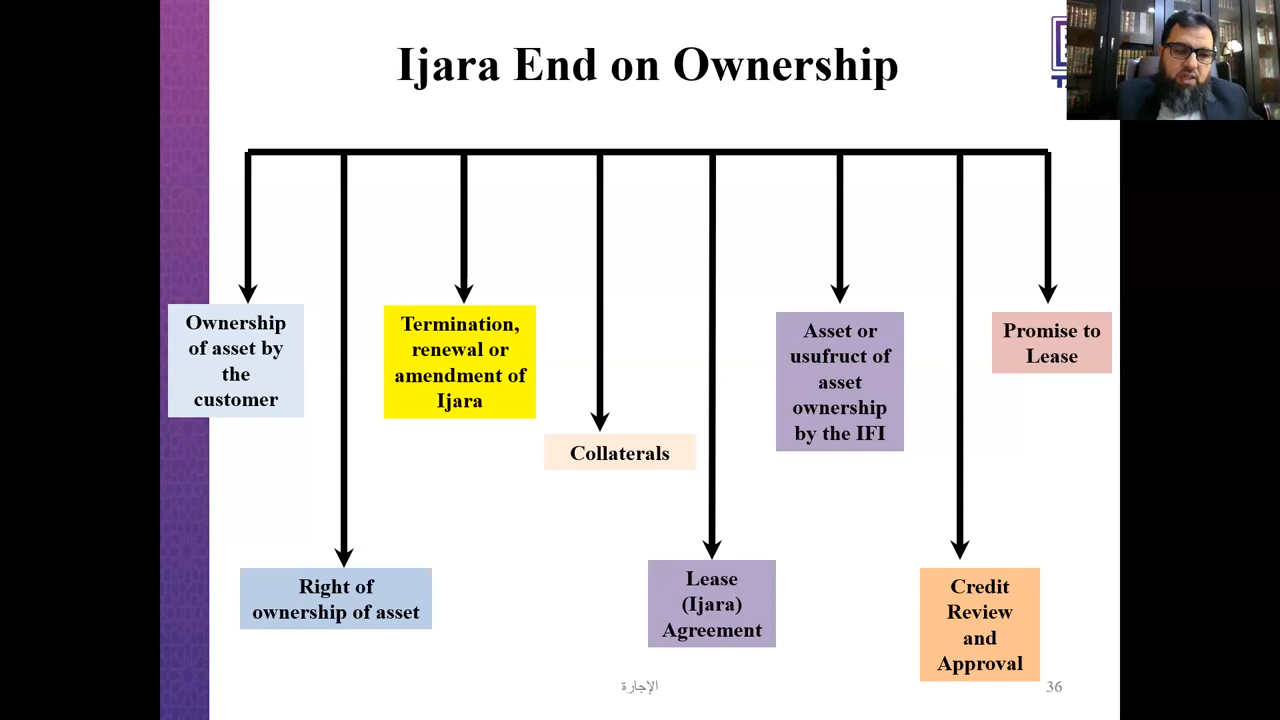 Ijara End on Ownership
Ownership
of asset by
the
customer
Right of
ownership of asset
Termination,
renewal or
amendment of
Ijara
Collaterals
Lease
(Ijara)
Agreement
Asset or
usufruct of
asset
ownership
by the IFI
Credit
Review
and
Approval
Promise to
Lease
الإجارة
36